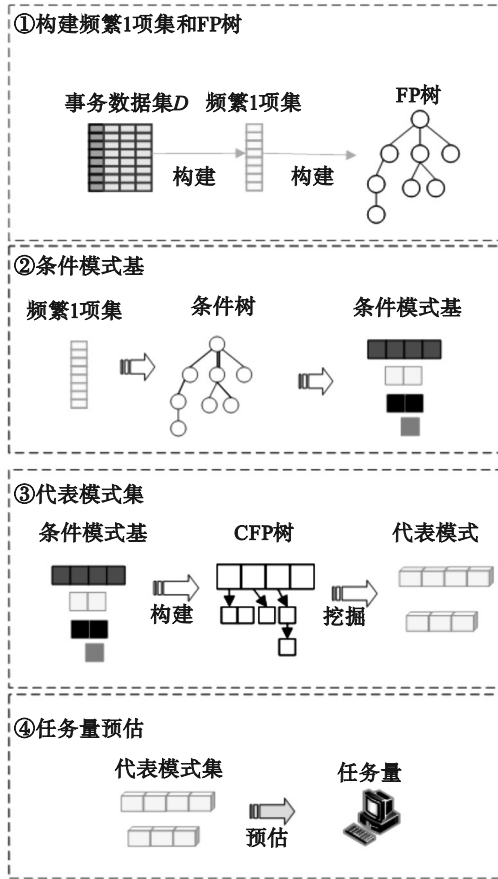 ①构建频繁1项集和FP树
事务数据集D 频繁1项集 FP树
构建 构建
②条件模式基
频繁1项集 条件树 条件模式基
③代表模式集
条件模式基 CFP树 代表模式
构建 挖掘
④任务量预估
代表模式集 任务量
预估